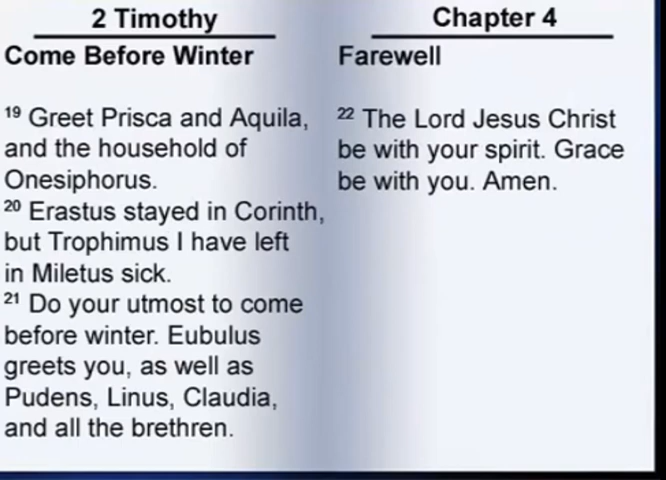 2 Timothy
Come Before Winter
19 Greet Prisca and Aquila,
and the household of
Onesiphorus.
20 Erastus stayed in Corinth,
but Trophimus I have left
in Miletus sick.
21 Do your utmost to come
before winter. Eubulus
greets you, as well as
Pudens, Linus, Claudia,
and all the brethren.
Chapter 4
Farewell
22 The Lord Jesus Christ
be with your spirit. Grace
be with you. Amen.